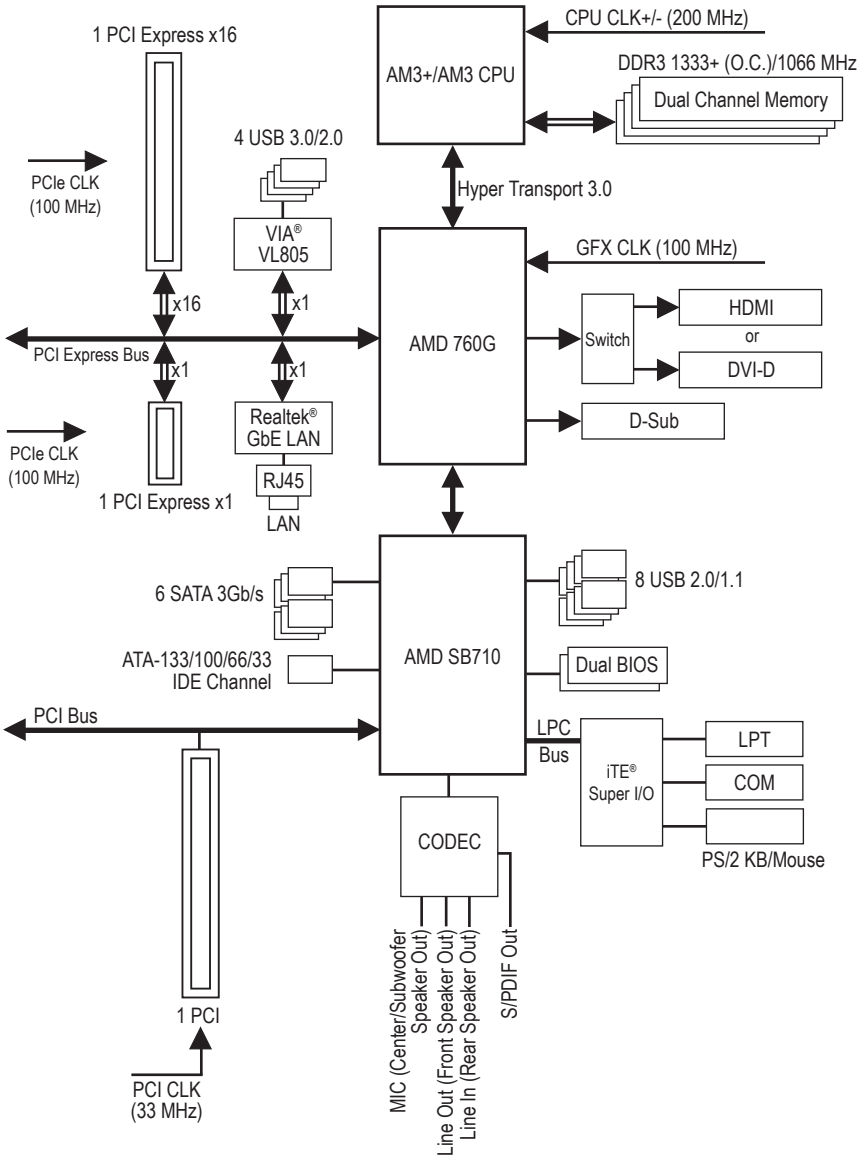 1 PCI Express x16
CPU CLK+/- (200 MHz)
AM3+/AM3 CPU
DDR3 1333+ (O.C.)/1066 MHz
Dual Channel Memory
4 USB 3.0/2.0
PCIe CLK
(100 MHz)
Hyper Transport 3.0
VIA®
VL805
GFX CLK (100 MHz)
x16
x1
HDMI
or
DVI-D
Switch
AMD 760G
PCI Express Bus
x1
x1
D-Sub
Realtek®
GbE LAN
PCIe CLK
(100 MHz)
RJ45
LAN
1 PCI Express x1
6 SATA 3Gb/s
8 USB 2.0/1.1
AMD SB710
ATA-133/100/66/33
IDE Channel
Dual BIOS
PCI Bus
LPC
Bus
iTE®
Super I/O
LPT
COM
PS/2 KB/Mouse
CODEC
MIC (Center/Subwoofer
Speaker Out)
Line Out (Front Speaker Out)
Line In (Rear Speaker Out)
S/PDIF Out
1 PCI
PCI CLK
(33 MHz)